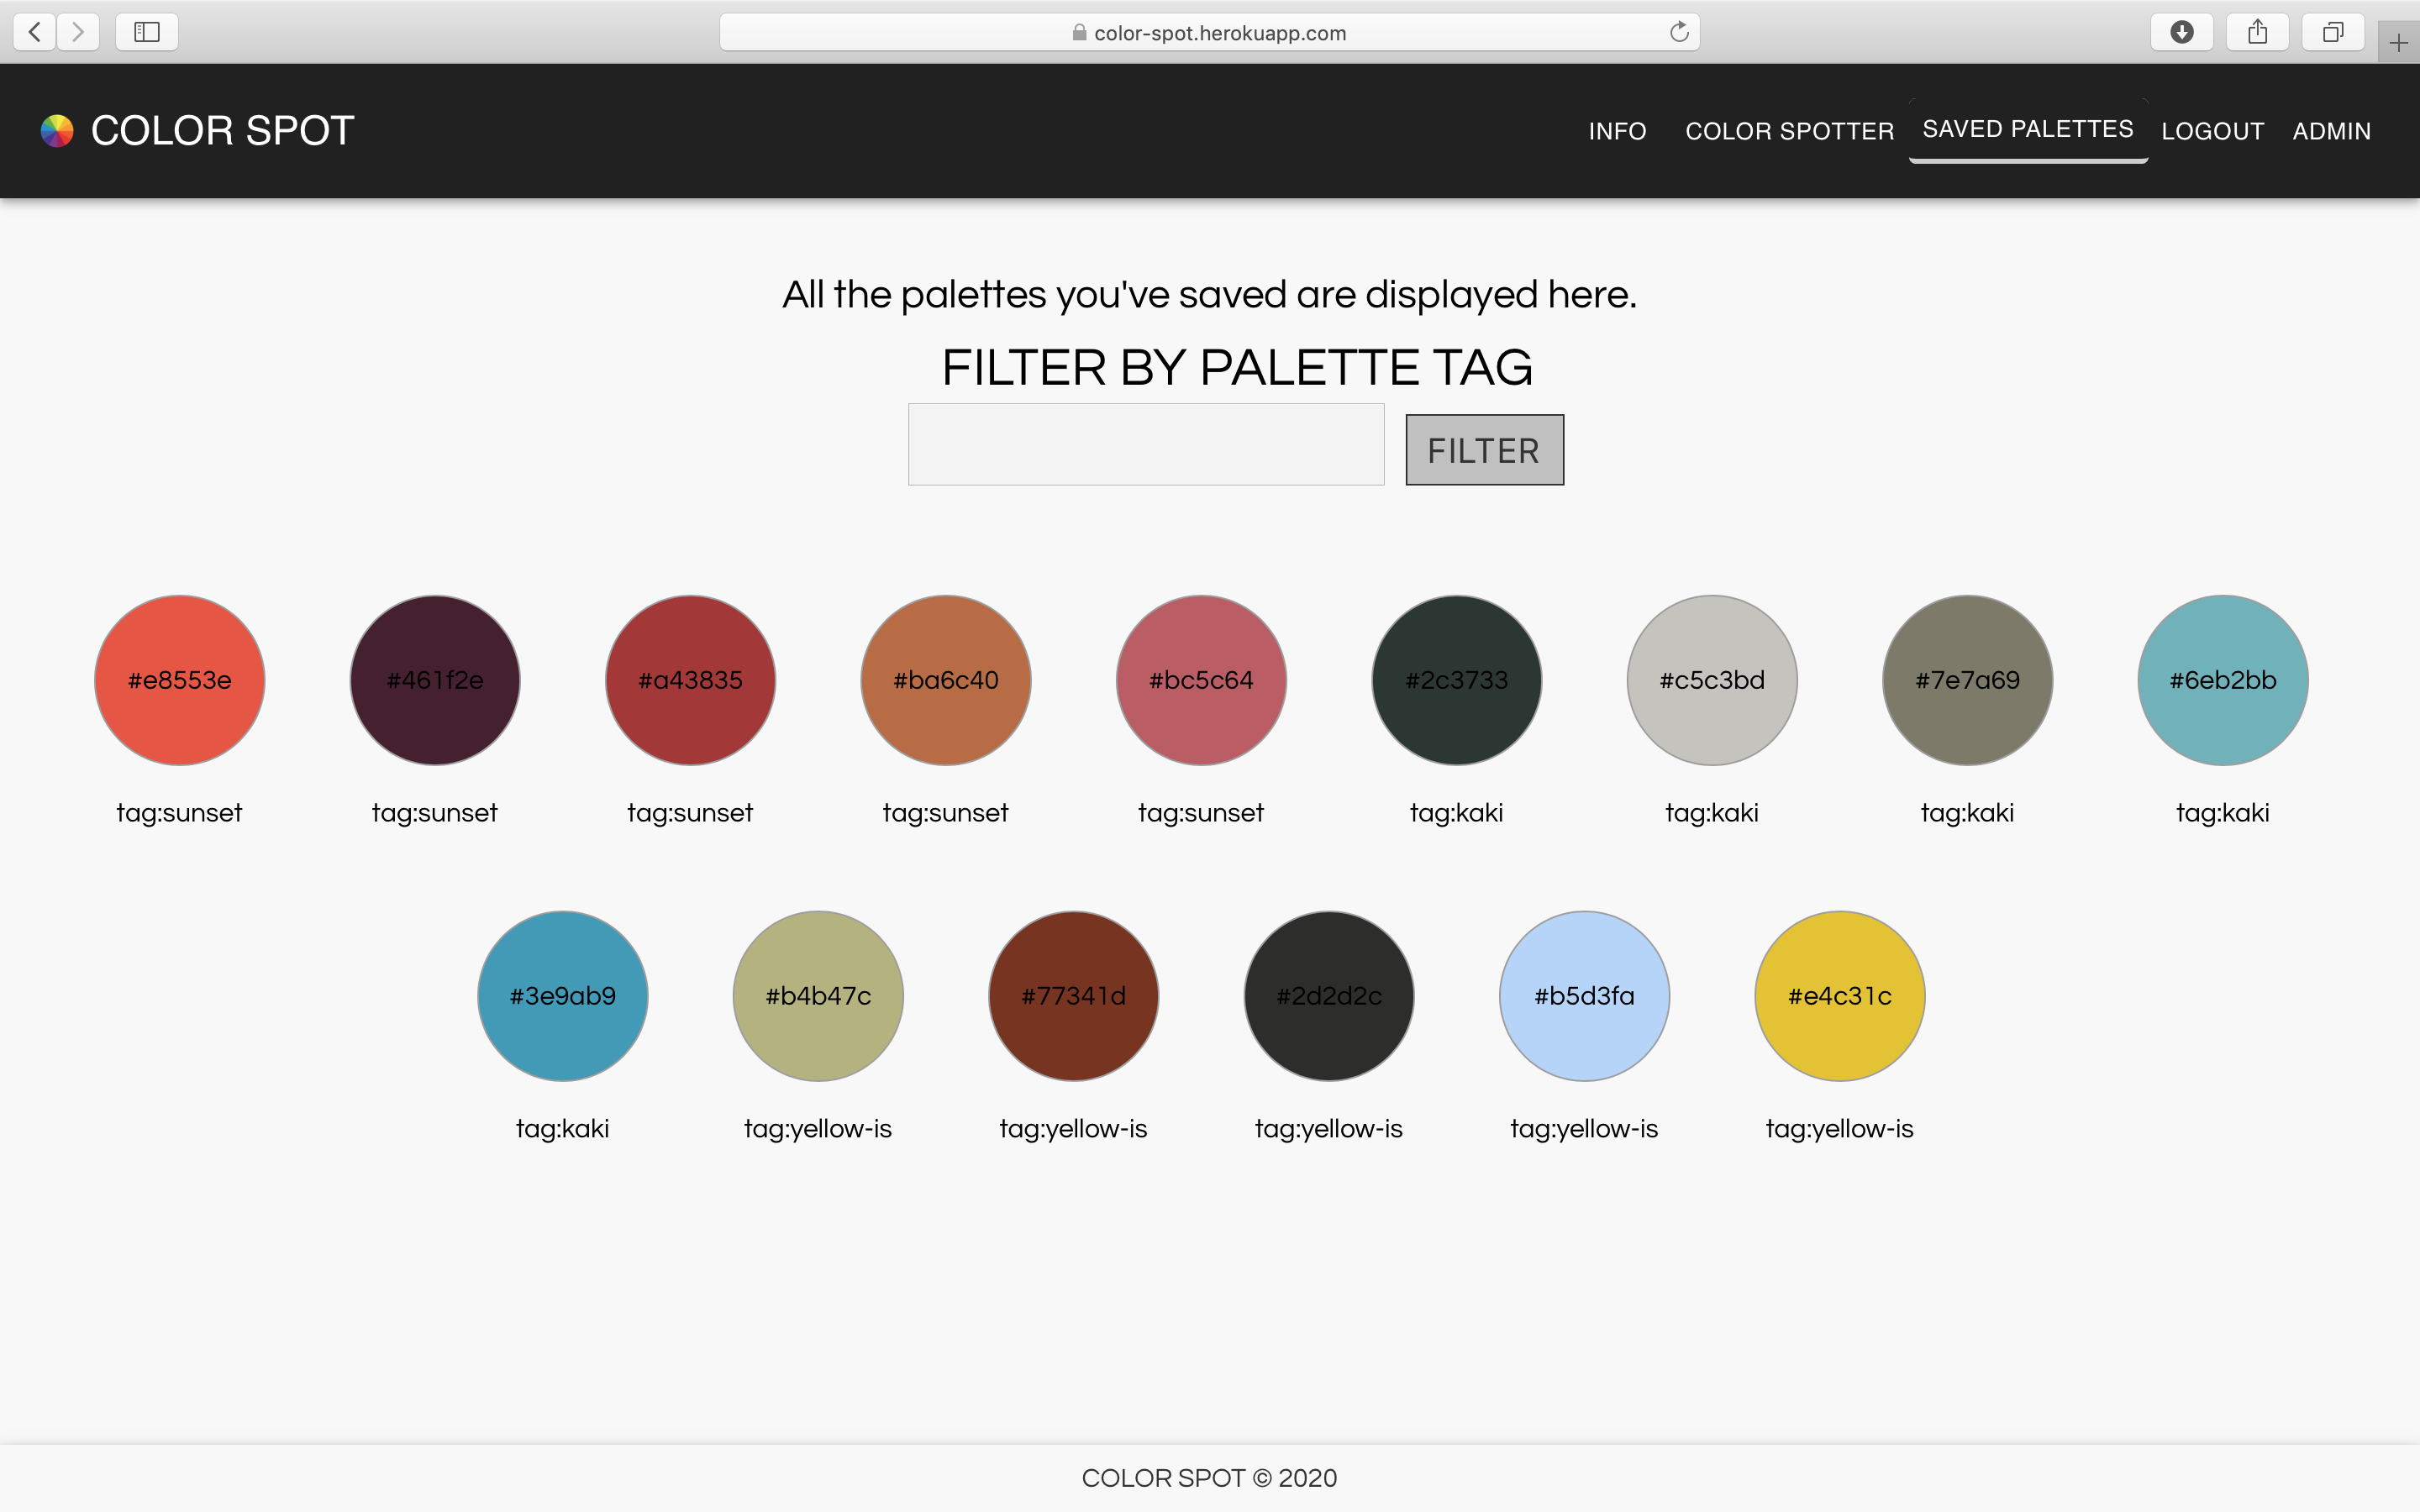 color-spot.herokuapp.com
COLOR SPOT
INFO COLOR SPOTTER SAVED PALETTES LOGOUT ADMIN
All the palettes you've saved are displayed here.
FILTER BY PALETTE TAG
FILTER
#e8553e #461f2e #a43835 #ba6c40 #bc5c64 #2c3733 #c5c3bd #7e7a69 #6eb2bb
tag:sunset tag:sunset tag:sunset tag:sunset tag:sunset tag:kaki tag:kaki tag:kaki tag:kaki
#3e9ab9 #b4b47c #77341d #2d2d2c #b5d3fa #e4c31c
tag:kaki tag:yellow-is tag:yellow-is tag:yellow-is tag:yellow-is tag:yellow-is
COLOR SPOT © 2020